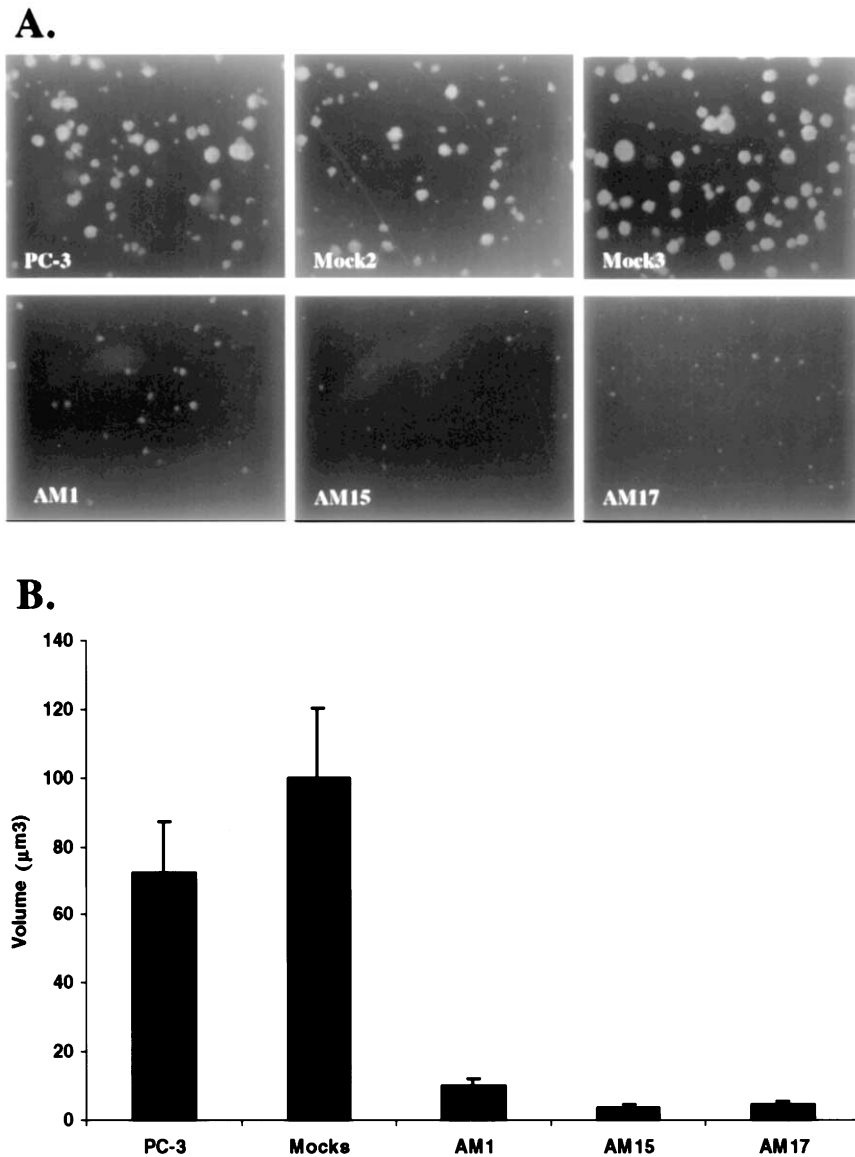 A.
PC-3 Mock2 Mock3
AM1 AM15 AM17
B.
140
120
100
80
60
40
20
0
Volume (μm3)
PC-3 Mocks AM1 AM15 AM17